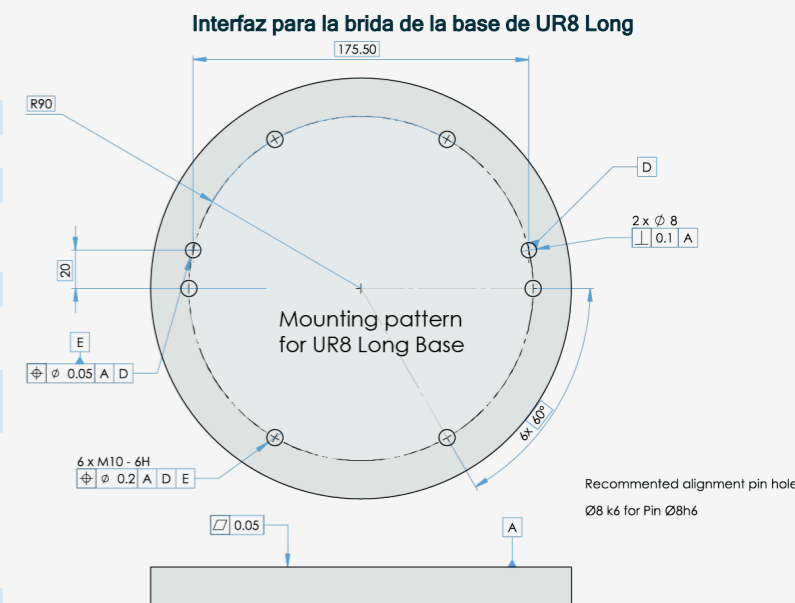 Interfaz para la brida de la base de UR8 Long
175.50
R90
D
2 x Ø 8
⊥ 0.1 A
20
Mounting pattern
for UR8 Long Base
E
⌖ ø 0.05 A D
6x 60°
6 x M10 - 6H
⌖ ø 0.2 A D E
Recommented alignment pin hole
Ø8 k6 for Pin Ø8h6
⏥ 0.05
A